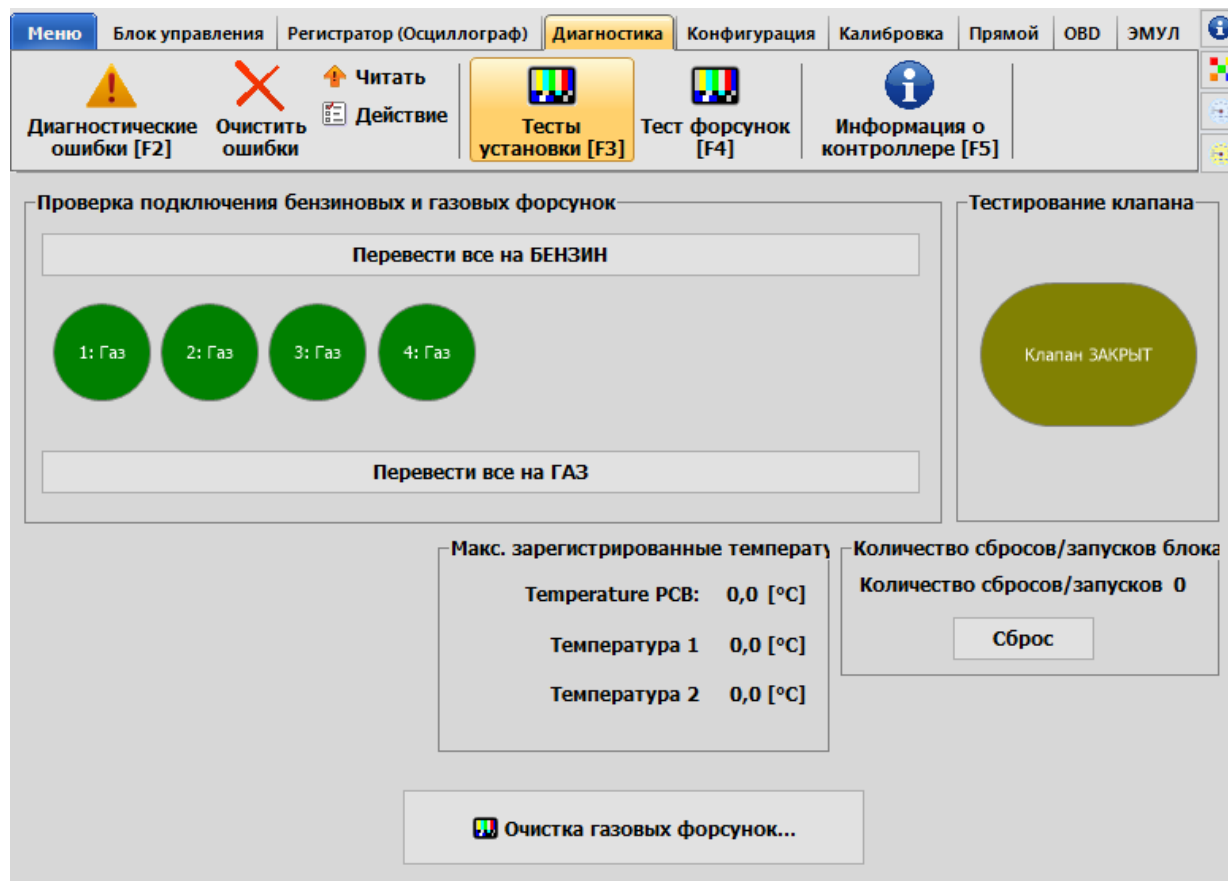 Меню Блок управления Регистратор (Осциллограф) Диагностика Конфигурация Калибровка Прямой OBD ЭМУЛ
Диагностические ошибки [F2]
Очистить ошибки
Читать
Действие
Тесты установки [F3]
Тест форсунок [F4]
Информация о контроллере [F5]
Проверка подключения бензиновых и газовых форсунок
Перевести все на БЕНЗИН
1: Газ 2: Газ 3: Газ 4: Газ
Перевести все на ГАЗ
Тестирование клапана
Клапан ЗАКРЫТ
Макс. зарегистрированные температу
Temperature PCB: 0,0 [°C]
Температура 1 0,0 [°C]
Температура 2 0,0 [°C]
Количество сбросов/запусков блока
Количество сбросов/запусков 0
Сброс
Очистка газовых форсунок...